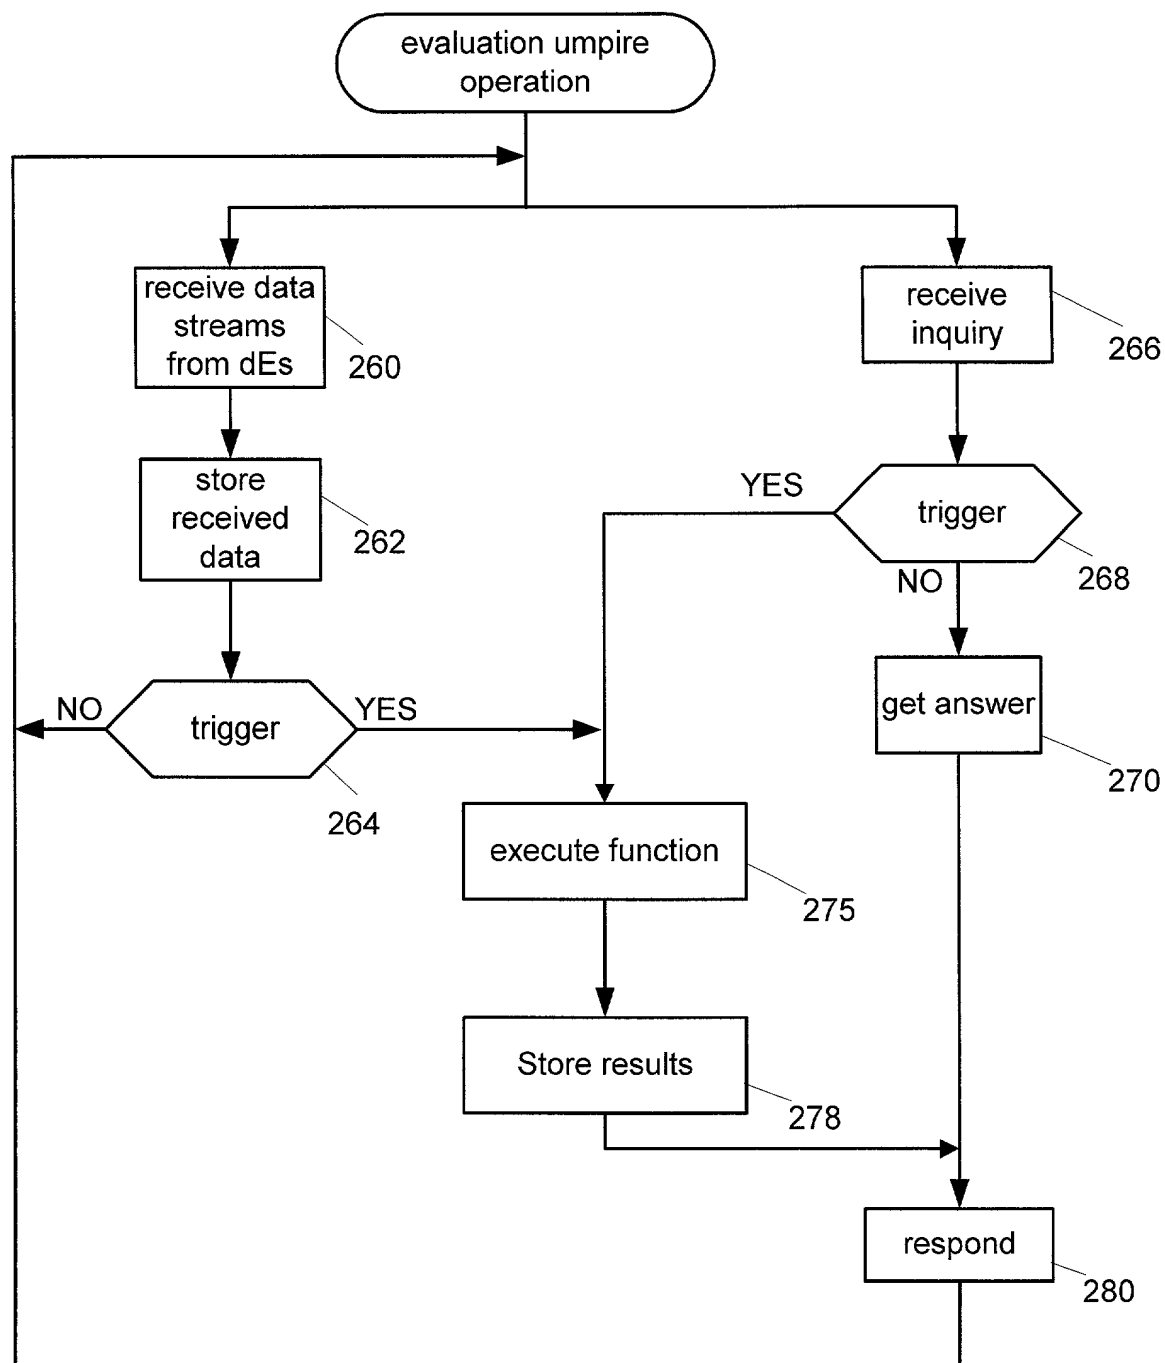 evaluation umpire
operation
receive data
streams
from dEs
260
receive
inquiry
266
store
received
data
262
YES
trigger
268
NO
NO
trigger
YES
264
get answer
270
execute function
275
Store results
278
respond
280